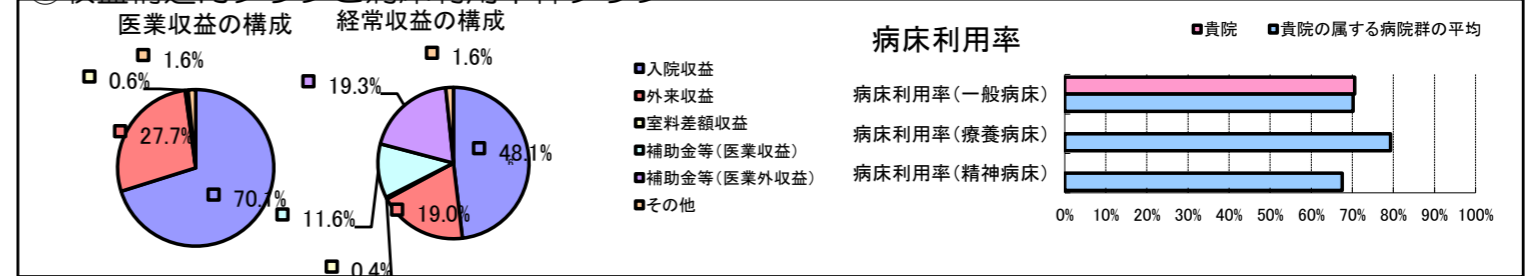 医業収益の構成
1.6%
0.6%
27.7%
70.1%
経常収益の構成
1.6%
19.3%
48.1%
11.6%
19.0%
0.4%
入院収益
外来収益
室料差額収益
補助金等(医業収益)
補助金等(医業外収益)
その他
病床利用率
貴院 貴院の属する病院群の平均
病床利用率(一般病床)
病床利用率(療養病床)
病床利用率(精神病床)
0% 10% 20% 30% 40% 50% 60% 70% 80% 90% 100%